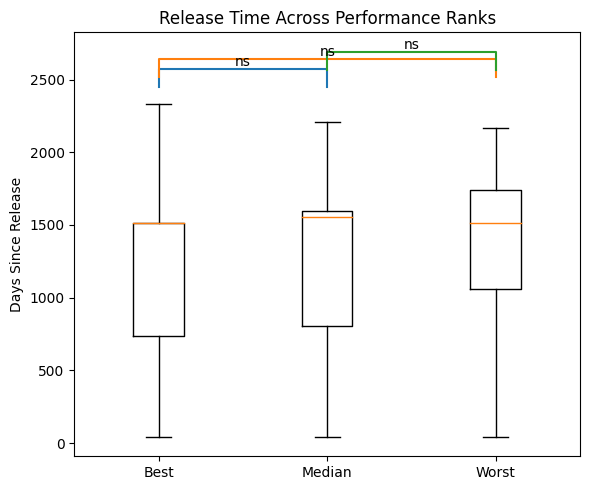 Release Time Across Performance Ranks
ns
ns
ns
2500
2000
1500
1000
500
0
Days Since Release
Best
Median
Worst